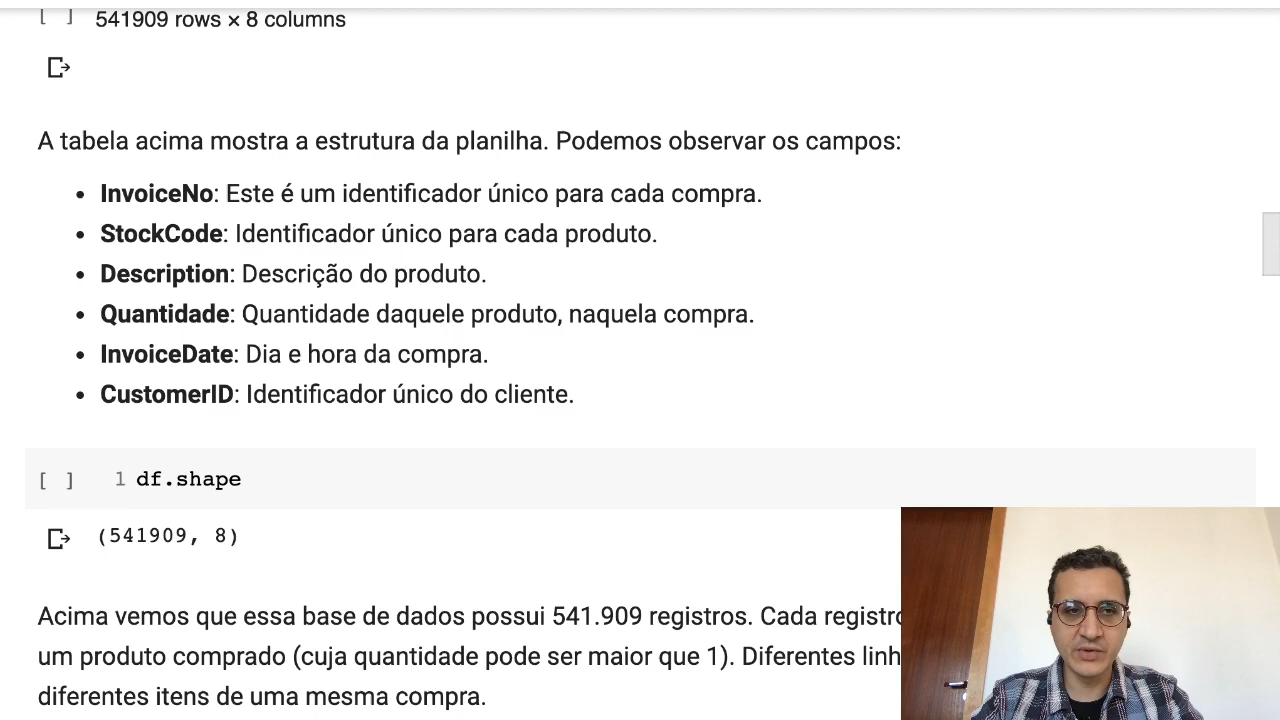 [ ] 541909 rows × 8 columns
A tabela acima mostra a estrutura da planilha. Podemos observar os campos:
• InvoiceNo: Este é um identificador único para cada compra.
• StockCode: Identificador único para cada produto.
• Description: Descrição do produto.
• Quantidade: Quantidade daquele produto, naquela compra.
• InvoiceDate: Dia e hora da compra.
• CustomerID: Identificador único do cliente.
[ ] 1 df.shape
(541909, 8)
Acima vemos que essa base de dados possui 541.909 registros. Cada registro
um produto comprado (cuja quantidade pode ser maior que 1). Diferentes linh
diferentes itens de uma mesma compra.